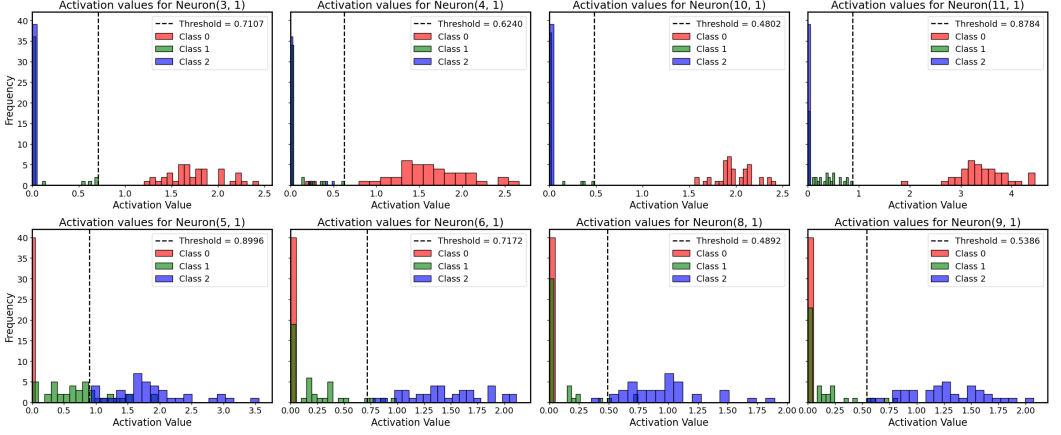 Activation values for Neuron(3, 1)
Threshold = 0.7107
Class 0
Class 1
Class 2
Frequency
40
35
30
25
20
15
10
5
0
0.0 0.5 1.0 1.5 2.0 2.5
Activation Value
Activation values for Neuron(4, 1)
Threshold = 0.6240
Class 0
Class 1
Class 2
0.0 0.5 1.0 1.5 2.0 2.5
Activation Value
Activation values for Neuron(10, 1)
Threshold = 0.4802
Class 0
Class 1
Class 2
0.0 0.5 1.0 1.5 2.0 2.5
Activation Value
Activation values for Neuron(11, 1)
Threshold = 0.8784
Class 0
Class 1
Class 2
0 1 2 3 4
Activation Value
Activation values for Neuron(5, 1)
Threshold = 0.8996
Class 0
Class 1
Class 2
Frequency
40
35
30
25
20
15
10
5
0
0.0 0.5 1.0 1.5 2.0 2.5 3.0 3.5
Activation Value
Activation values for Neuron(6, 1)
Threshold = 0.7172
Class 0
Class 1
Class 2
0.00 0.25 0.50 0.75 1.00 1.25 1.50 1.75 2.00
Activation Value
Activation values for Neuron(8, 1)
Threshold = 0.4892
Class 0
Class 1
Class 2
0.00 0.25 0.50 0.75 1.00 1.25 1.50 1.75 2.00
Activation Value
Activation values for Neuron(9, 1)
Threshold = 0.5386
Class 0
Class 1
Class 2
0.00 0.25 0.50 0.75 1.00 1.25 1.50 1.75 2.00
Activation Value